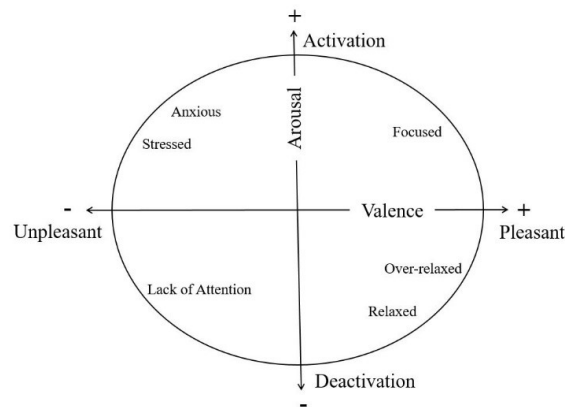 +
Activation
Arousal
Anxious
Stressed
Focused
-
Unpleasant
Valence
+
Pleasant
Lack of Attention
Over-relaxed
Relaxed
Deactivation
-